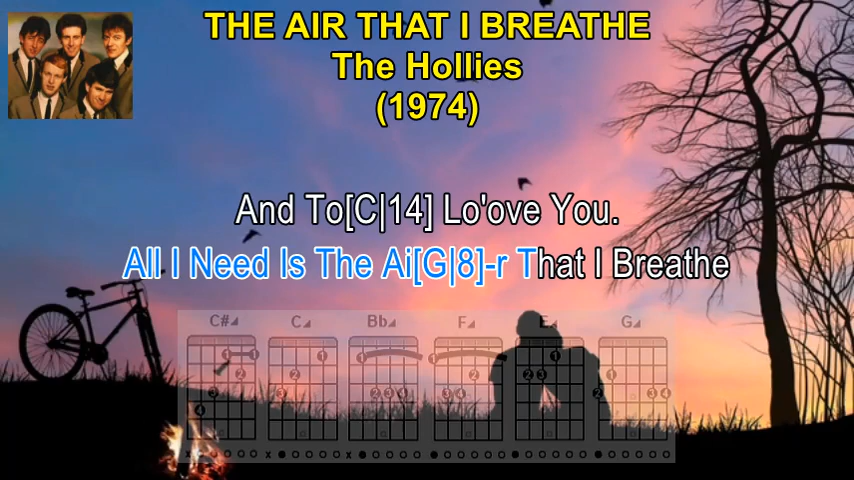 THE AIR THAT I BREATHE
The Hollies
(1974)
And To[C|14] Lo'ove You.
All I Need Is The Ai[G|8]-r That I Breathe
C# C Bb F E G